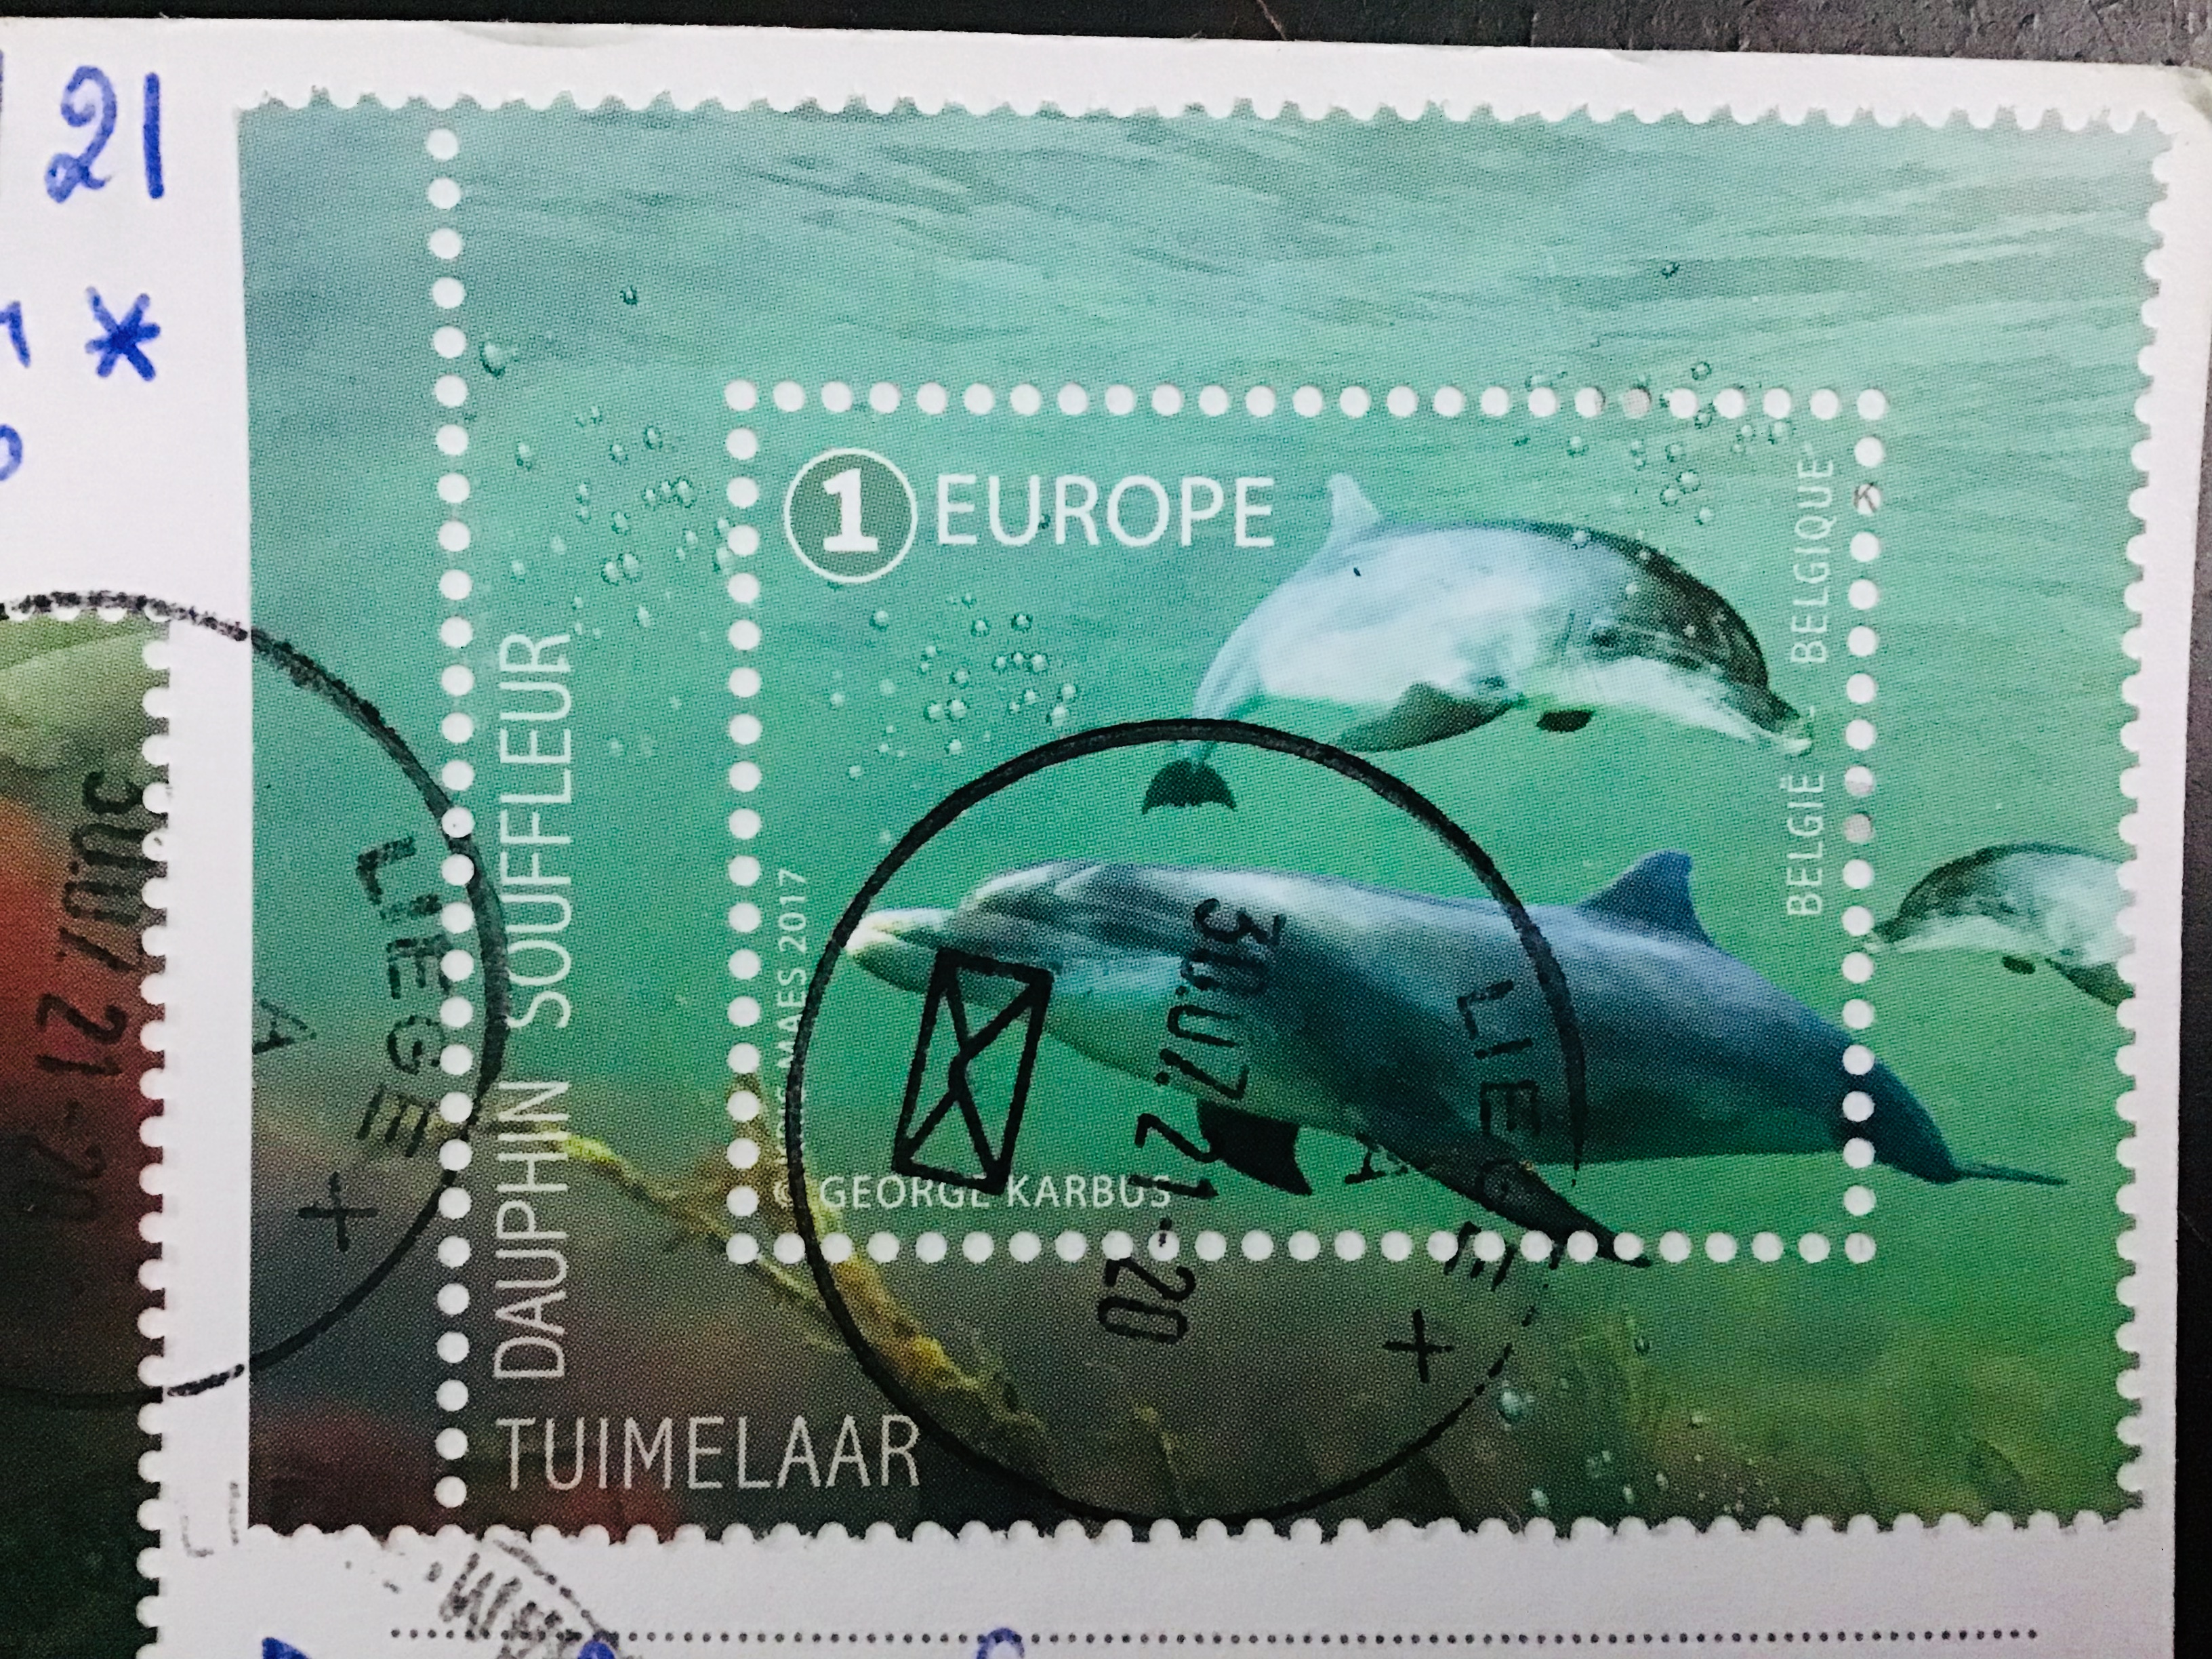 21
*
1 EUROPE
BELGIË BELGIQUE
MAES 2017
© GEORGE KARBUS
DAUPHIN SOUFFLEUR
TUIMELAAR
30.07.21-20
LIEGE
A
+
30.07.21-20
LIEGE
A
+